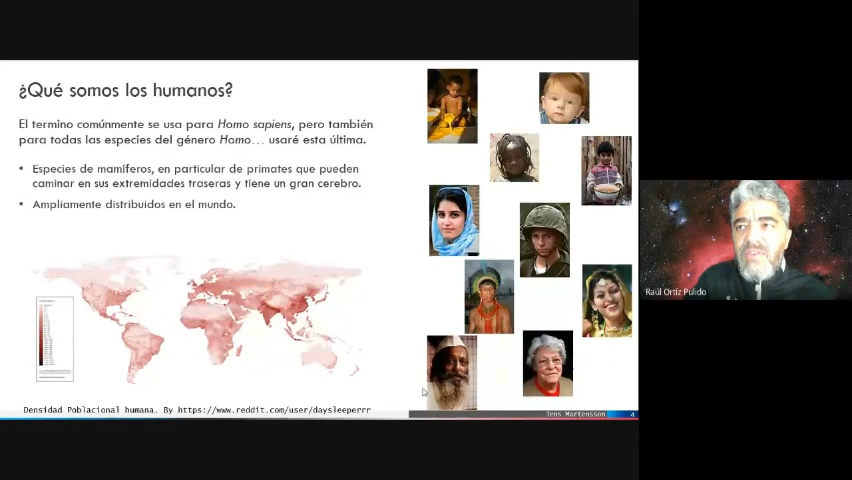 ¿Qué somos los humanos?
El termino comúnmente se usa para Homo sapiens, pero también
para todas las especies del género Homo… usaré esta última.
• Especies de mamíferos, en particular de primates que pueden
caminar en sus extremidades traseras y tiene un gran cerebro.
• Ampliamente distribuidos en el mundo.
Densidad Poblacional humana. By https://www.reddit.com/user/daysleeperrr
Jens Martensson
4
Raúl Ortíz Pulido